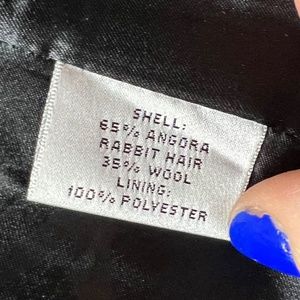 SHELL:
65% ANGORA
RABBIT HAIR
35% WOOL
LINING:
100% POLYESTER